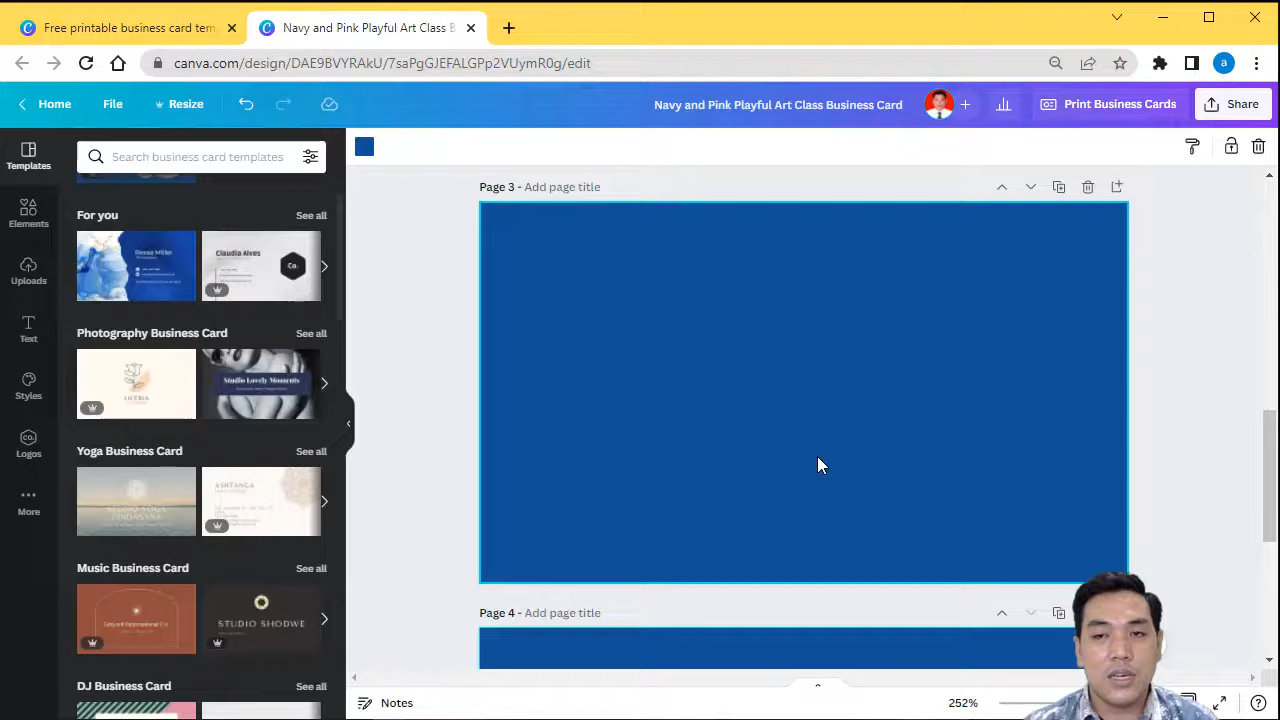 Free printable business card tem
Navy and Pink Playful Art Class B
canva.com/design/DAE9BVYRAkU/7saPgGJEFALGPp2VUymR0g/edit
a
Home
File
Resize
Navy and Pink Playful Art Class Business Card
Print Business Cards
Share
Templates
Search business card templates
Elements
Uploads
Text
Styles
CO.
Logos
More
For you
See all
Claudia Alves
Co.
Photography Business Card
See all
Studio Lovely Moments
Yoga Business Card
See all
ASHTANGA
Music Business Card
See all
STUDIO SHODWE
DJ Business Card
See all
Page 3 - Add page title
Page 4 - Add page title
Notes
252%